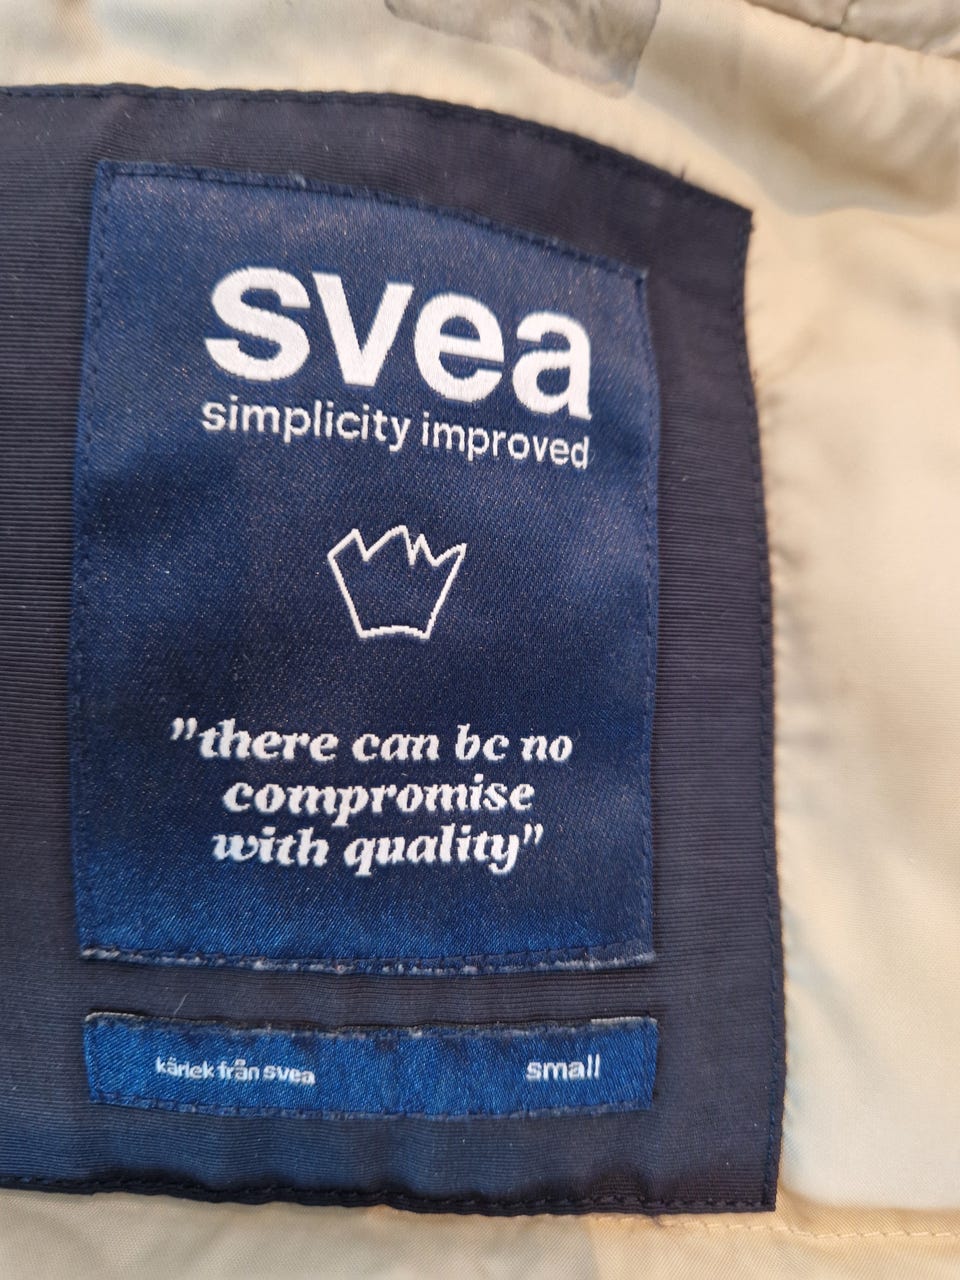 svea
simplicity improved
"there can be no
compromise
with quality"
kärlek från svea
small